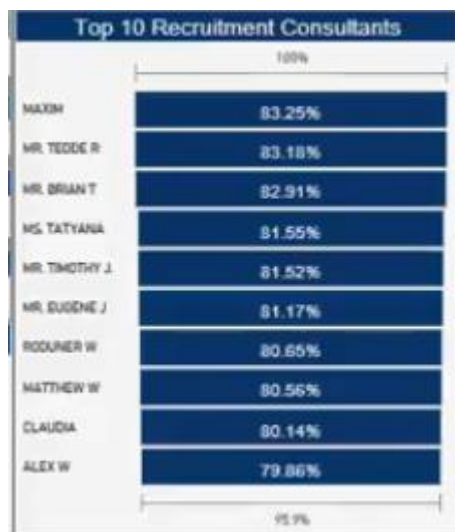 Top 10 Recruitment Consultants
100%
MAXIM 83.25%
MR. TEDDE R 83.18%
MR. BRIAN T 82.91%
MS. TATYANA 81.55%
MR. TIMOTHY J. 81.52%
MR. EUGENE J 81.17%
RODUNER W 80.65%
MATTHEW W 80.56%
CLAUDIA 80.14%
ALEX W 79.86%
95.9%